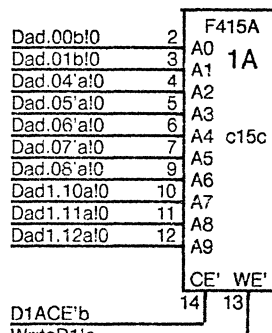 F415A
Dad.00b!0 2 A0 1A
Dad.01b!0 3 A1
Dad.04'a!0 4 A2
Dad.05'a!0 5 A3
Dad.06'a!0 6 A4 c15c
Dad.07'a!0 7 A5
Dad.08'a!0 9 A6
Dad1.10a!0 10 A7
Dad1.11a!0 11 A8
Dad1.12a!0 12 A9
CE' WE'
14 13
D1ACE'b